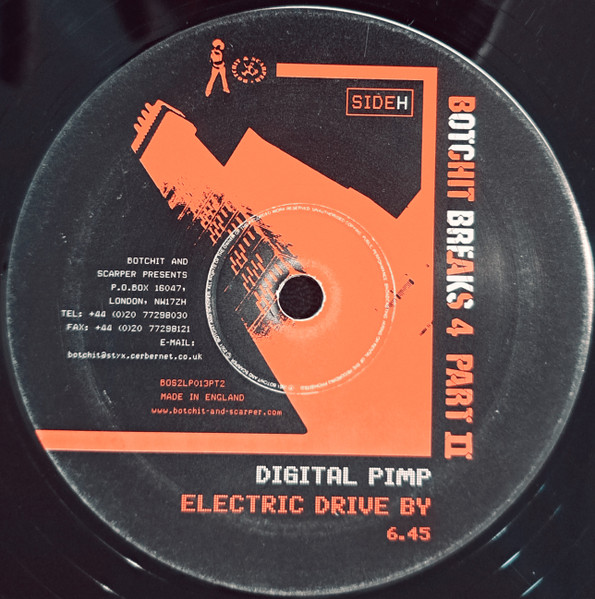 SIDEH
BOTCHIT BREAKS 4 PART II
BOTCHIT AND
SCARPER PRESENTS
P.O.BOX 16047,
LONDON, NW17ZH
TEL: +44 (0)20 77298030
FAX: +44 (0)20 77298121
E-MAIL:
botchit@styx.cerbernet.co.uk
BOS2LP013PT2
MADE IN ENGLAND
www.botchit-and-scarper.com
DIGITAL PIMP
ELECTRIC DRIVE BY
6.45